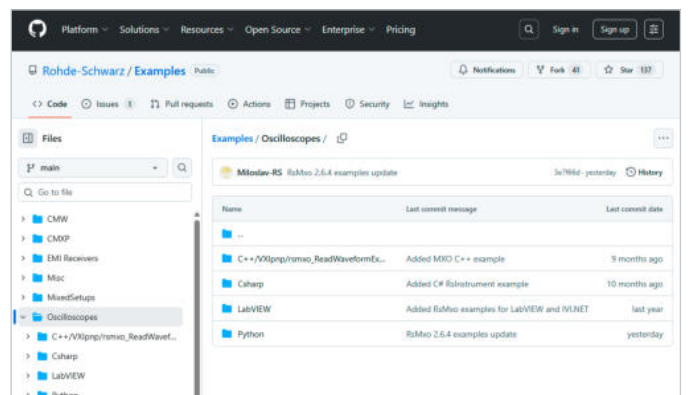 Platform Solutions Resources Open Source Enterprise Pricing Sign in Sign up
Rohde-Schwarz / Examples Public Notifications Fork 41 Star 137
<> Code Issues 1 Pull requests Actions Projects Security Insights
Files
Examples / Oscilloscopes /
main
Go to file
Miloslav-RS RsMxo 2.6.4 examples update yesterday History
Name Last commit message Last commit date
..
C++/VXIpnp/rsmxo_ReadWaveformEx... Added MXO C++ example 9 months ago
Csharp Added C# RsInstrument example 10 months ago
LabVIEW Added RsMxo examples for LabVIEW and IVI.NET last year
Python RsMxo 2.6.4 examples update yesterday
CMW
CMXP
EMI Receivers
Misc
MixedSetups
Oscilloscopes
C++/VXIpnp/rsmxo_ReadWavef...
Csharp
LabVIEW
Python